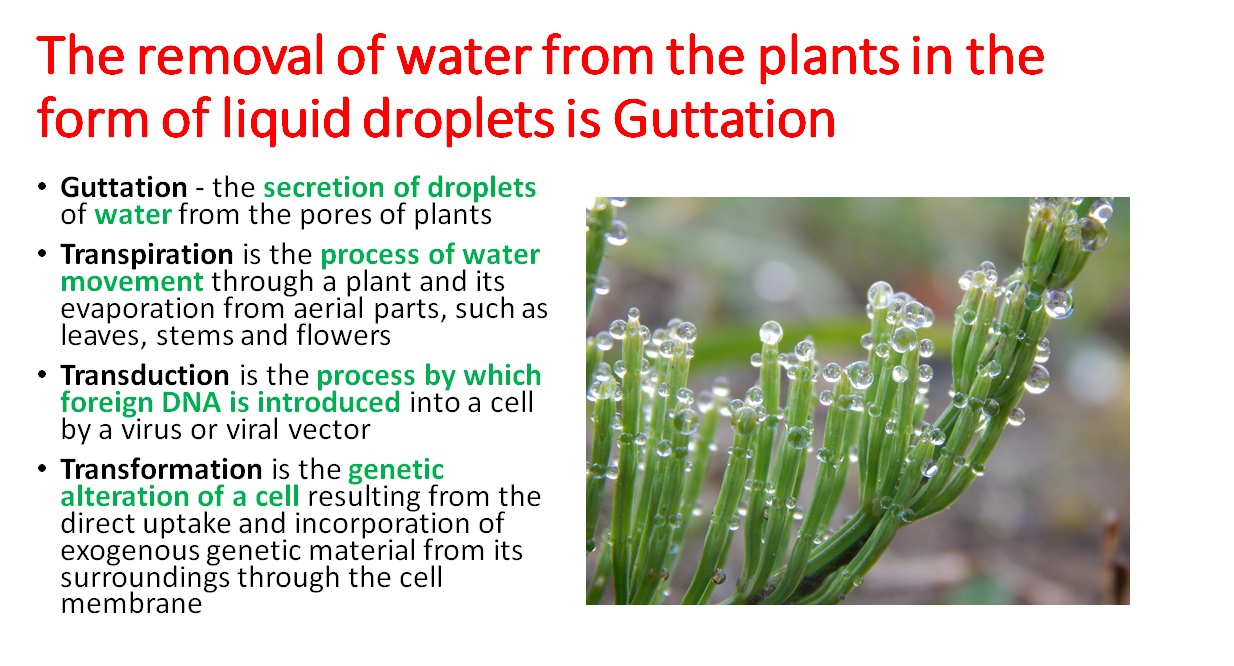 The removal of water from the plants in the
form of liquid droplets is Guttation
• Guttation - the secretion of droplets
of water from the pores of plants
• Transpiration is the process of water
movement through a plant and its
evaporation from aerial parts, such as
leaves, stems and flowers
• Transduction is the process by which
foreign DNA is introduced into a cell
by a virus or viral vector
• Transformation is the genetic
alteration of a cell resulting from the
direct uptake and incorporation of
exogenous genetic material from its
surroundings through the cell
membrane